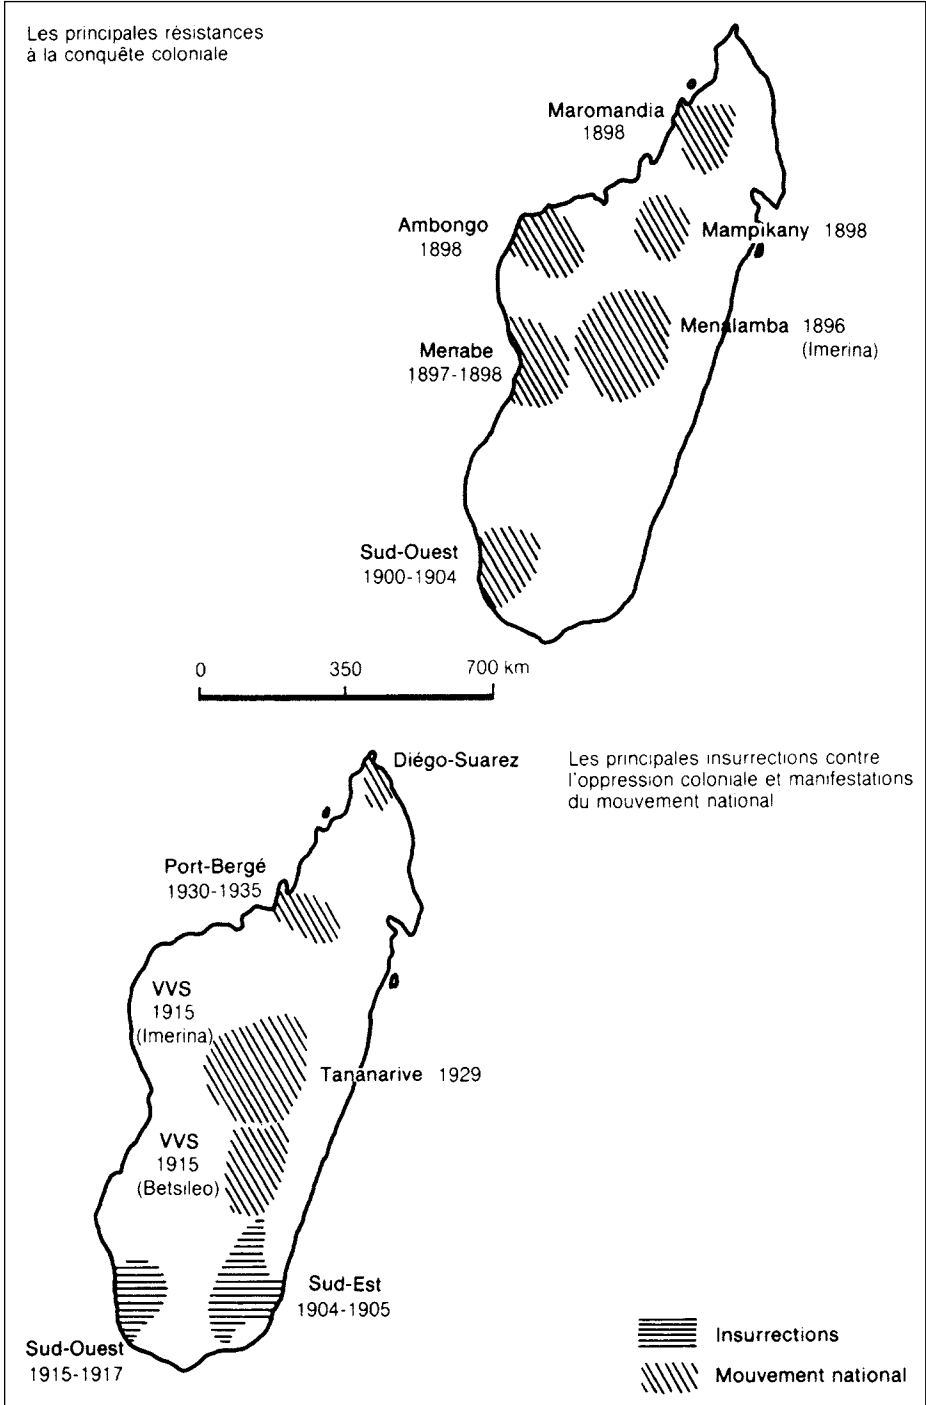 Les principales résistances
à la conquête coloniale
Maromandia
1898
Ambongo
1898
Mampikany 1898
Menalamba 1896
(Imerina)
Menabe
1897-1898
Sud-Ouest
1900-1904
0 350 700 km
Diégo-Suarez
Les principales insurrections contre
l'oppression coloniale et manifestations
du mouvement national
Port-Bergé
1930-1935
VVS
1915
(Imerina)
Tananarive 1929
VVS
1915
(Betsileo)
Sud-Est
1904-1905
Sud-Ouest
1915-1917
Insurrections
Mouvement national